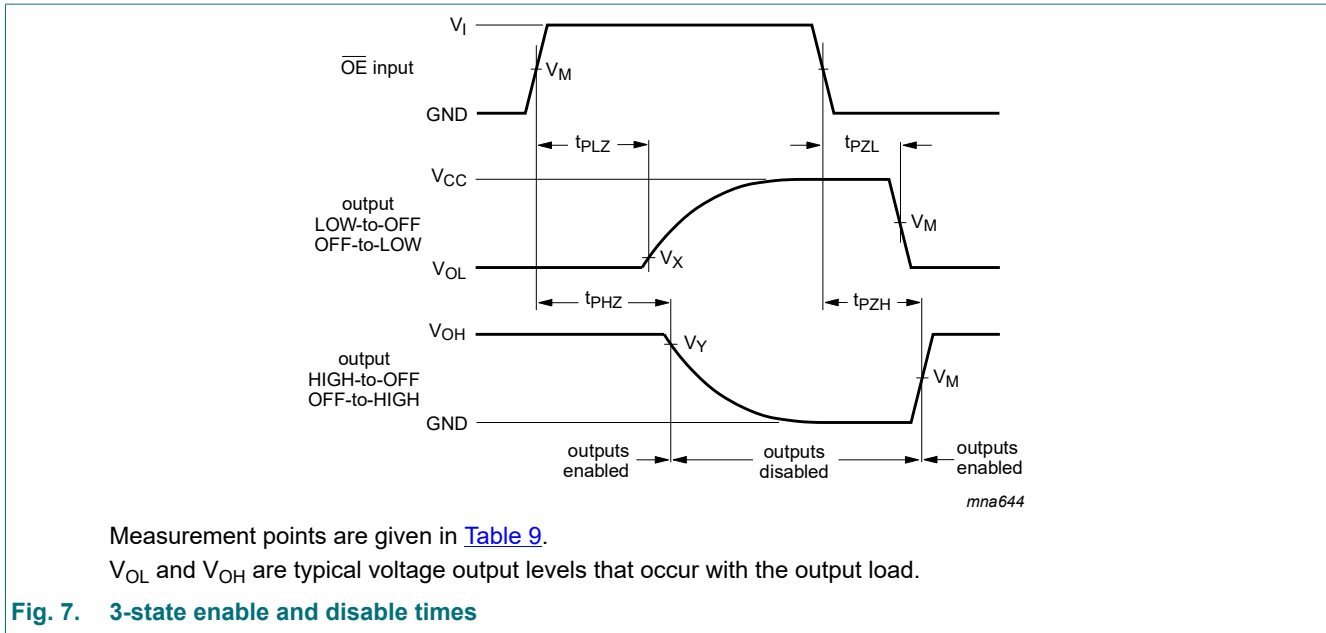 V_I
OE input
V_M
GND
t_PLZ
t_PZL
V_CC
output
LOW-to-OFF
OFF-to-LOW
V_M
V_X
V_OL
t_PHZ
t_PZH
V_OH
V_Y
output
HIGH-to-OFF
OFF-to-HIGH
V_M
GND
outputs
enabled
outputs
disabled
outputs
enabled
mna644
Measurement points are given in Table 9.
V_OL and V_OH are typical voltage output levels that occur with the output load.
Fig. 7. 3-state enable and disable times